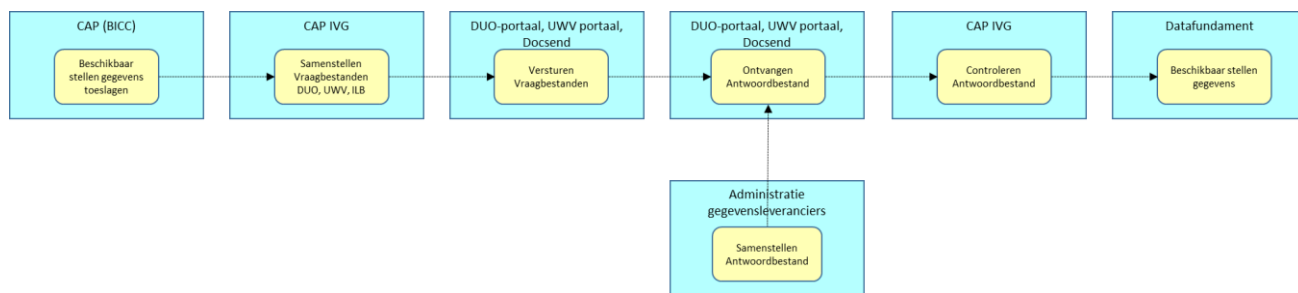 CAP (BICC)
Beschikbaar
stellen gegevens
toeslagen
CAP IVG
Samenstellen
Vraagbestanden
DUO, UWV, ILB
DUO-portaal, UWV portaal,
Docsend
Versturen
Vraagbestanden
DUO-portaal, UWV portaal,
Docsend
Ontvangen
Antwoordbestand
CAP IVG
Controleren
Antwoordbestand
Datafundament
Beschikbaar stellen
gegevens
Administratie
gegevensleveranciers
Samenstellen
Antwoordbestand